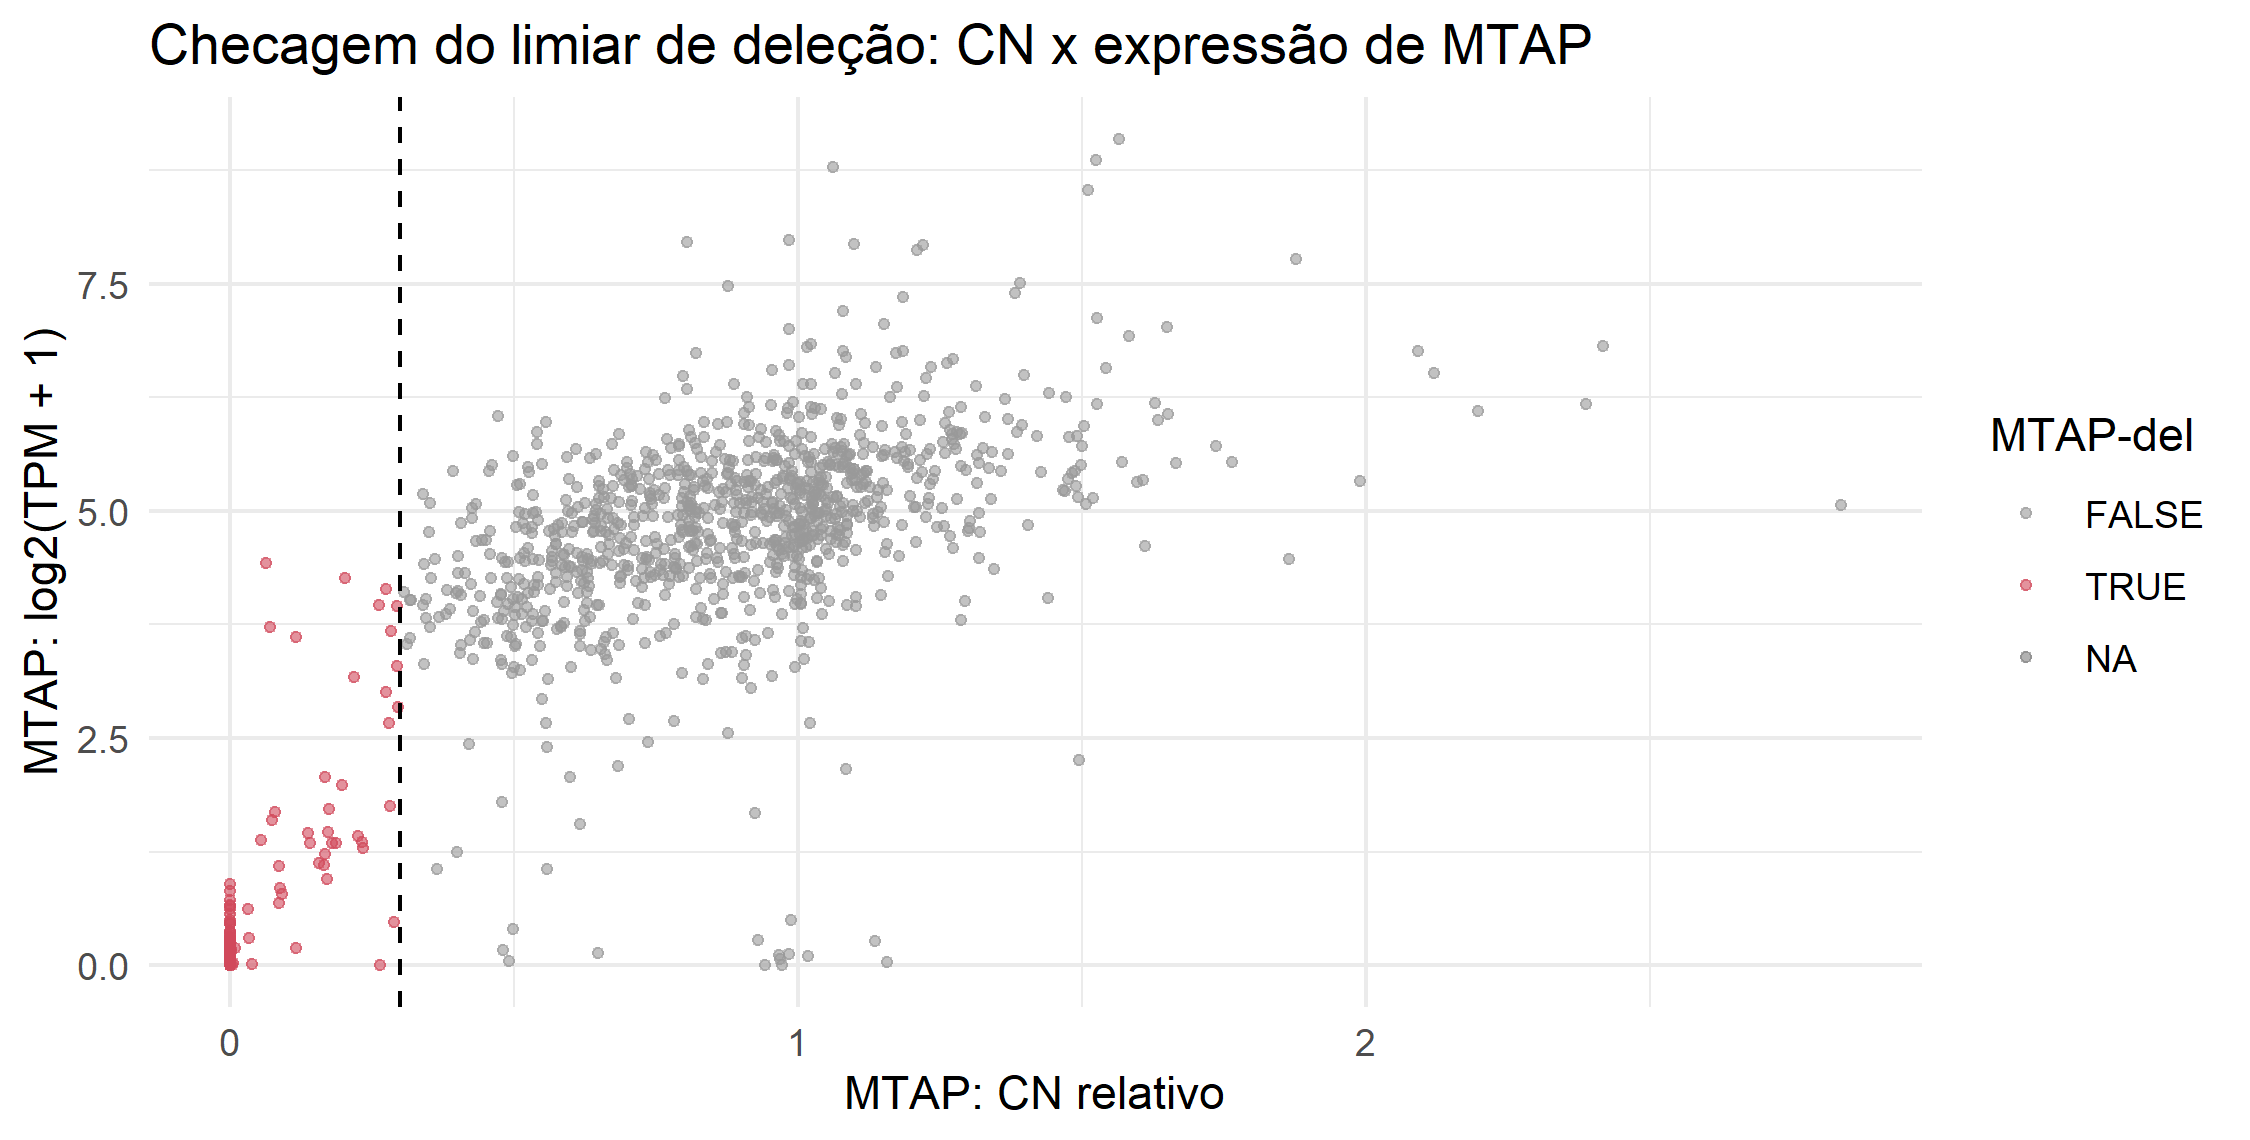 Checagem do limiar de deleção: CN x expressão de MTAP
MTAP: log2(TPM + 1)
7.5
5.0
2.5
0.0
0
1
2
MTAP: CN relativo
MTAP-del
FALSE
TRUE
NA